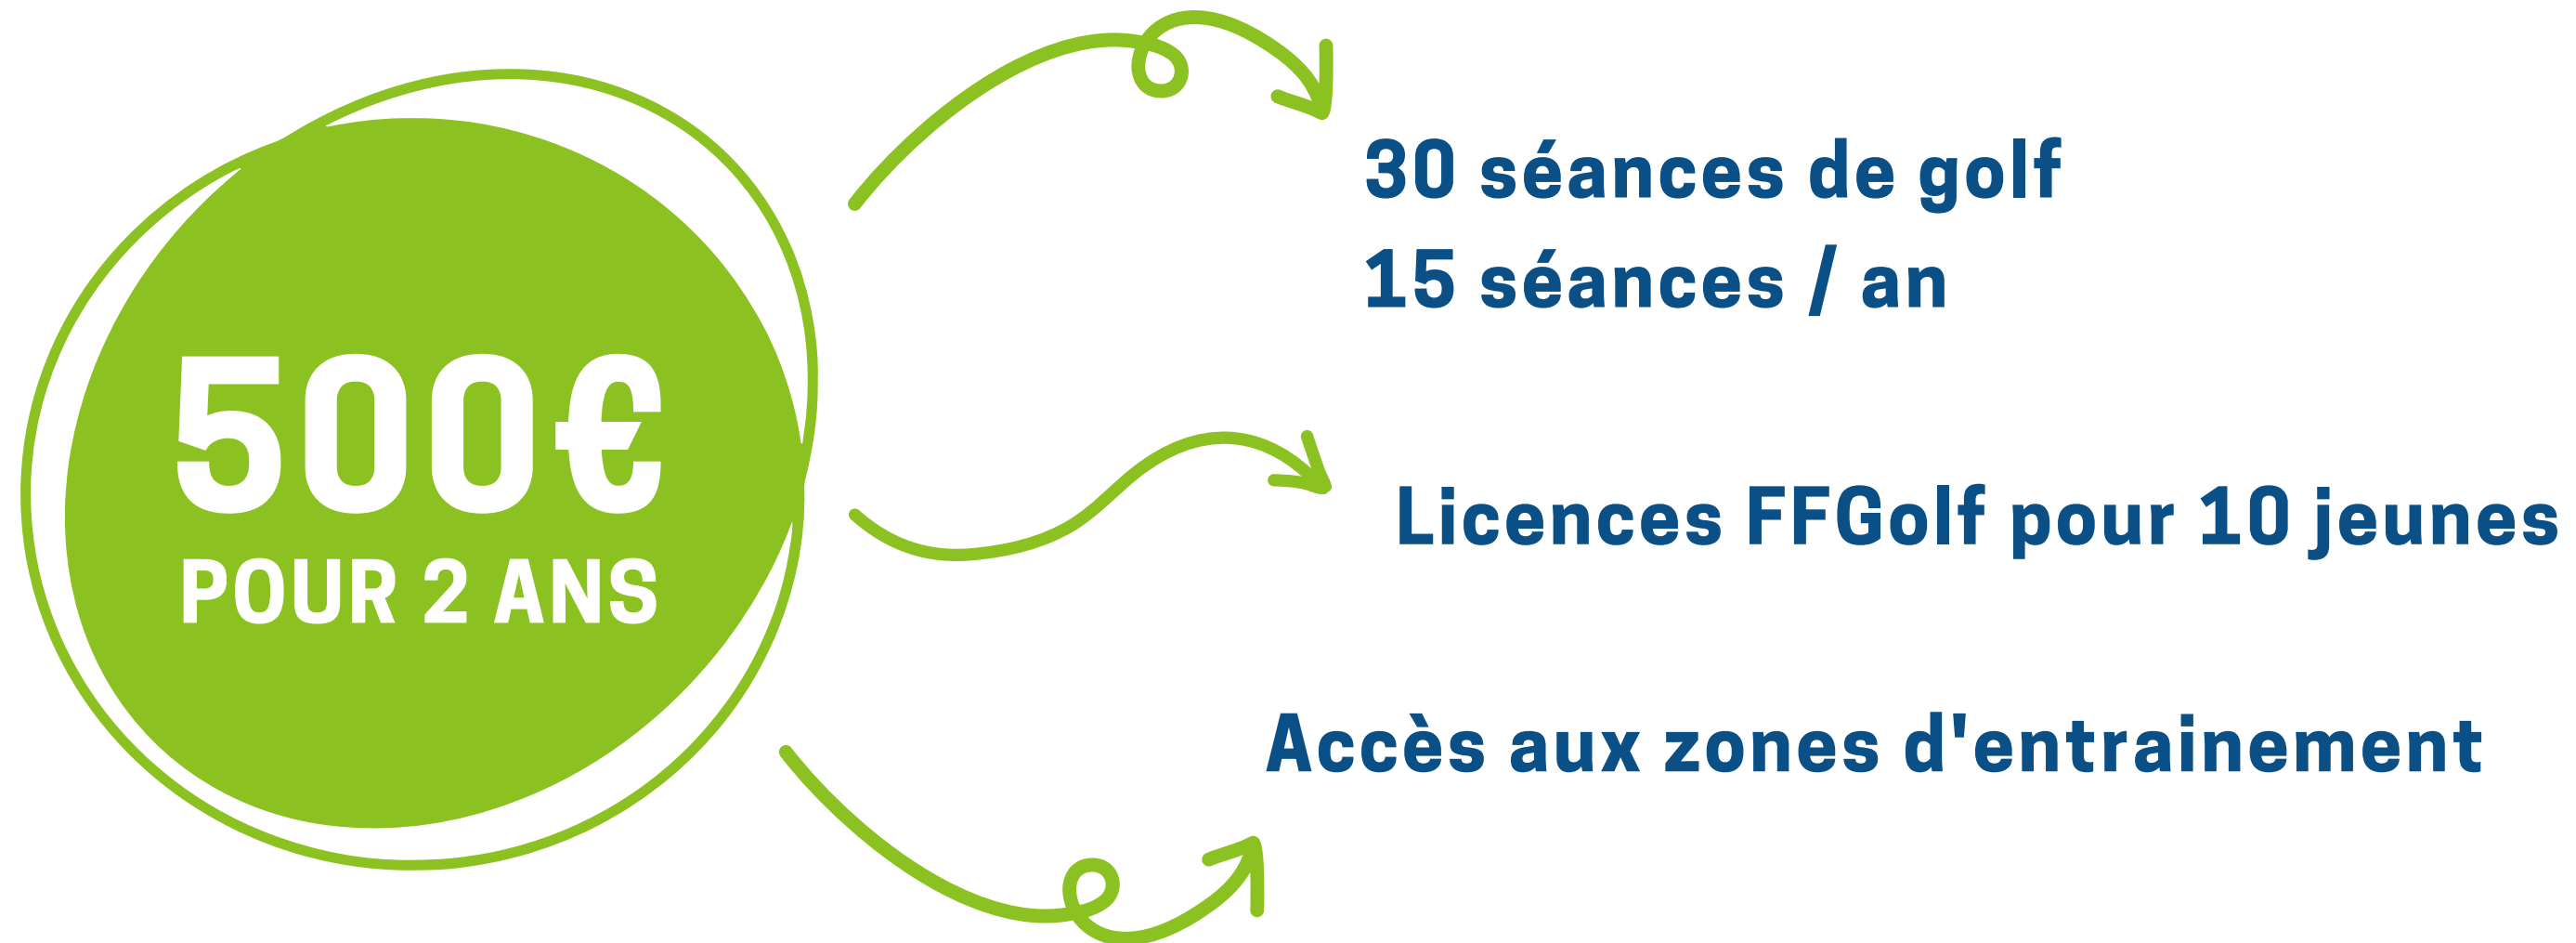 500€
POUR 2 ANS
30 séances de golf
15 séances / an
Licences FFGolf pour 10 jeunes
Accès aux zones d'entrainement